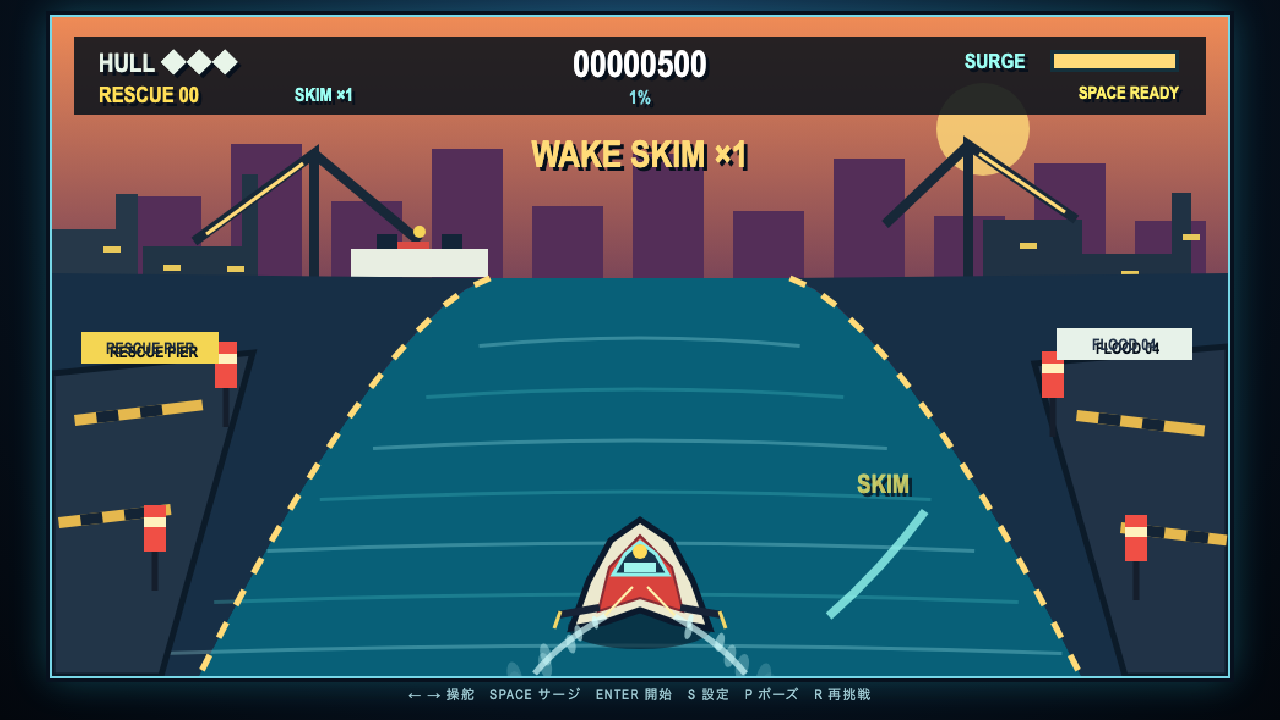 HULL
00000500
SURGE
RESCUE 00
SKIM ×1
1%
SPACE READY
WAKE SKIM ×1
RESCUE PIER
FLOOD 04
SKIM
← → 操舵 SPACE サージ ENTER 開始 S 設定 P ポーズ R 再挑戦